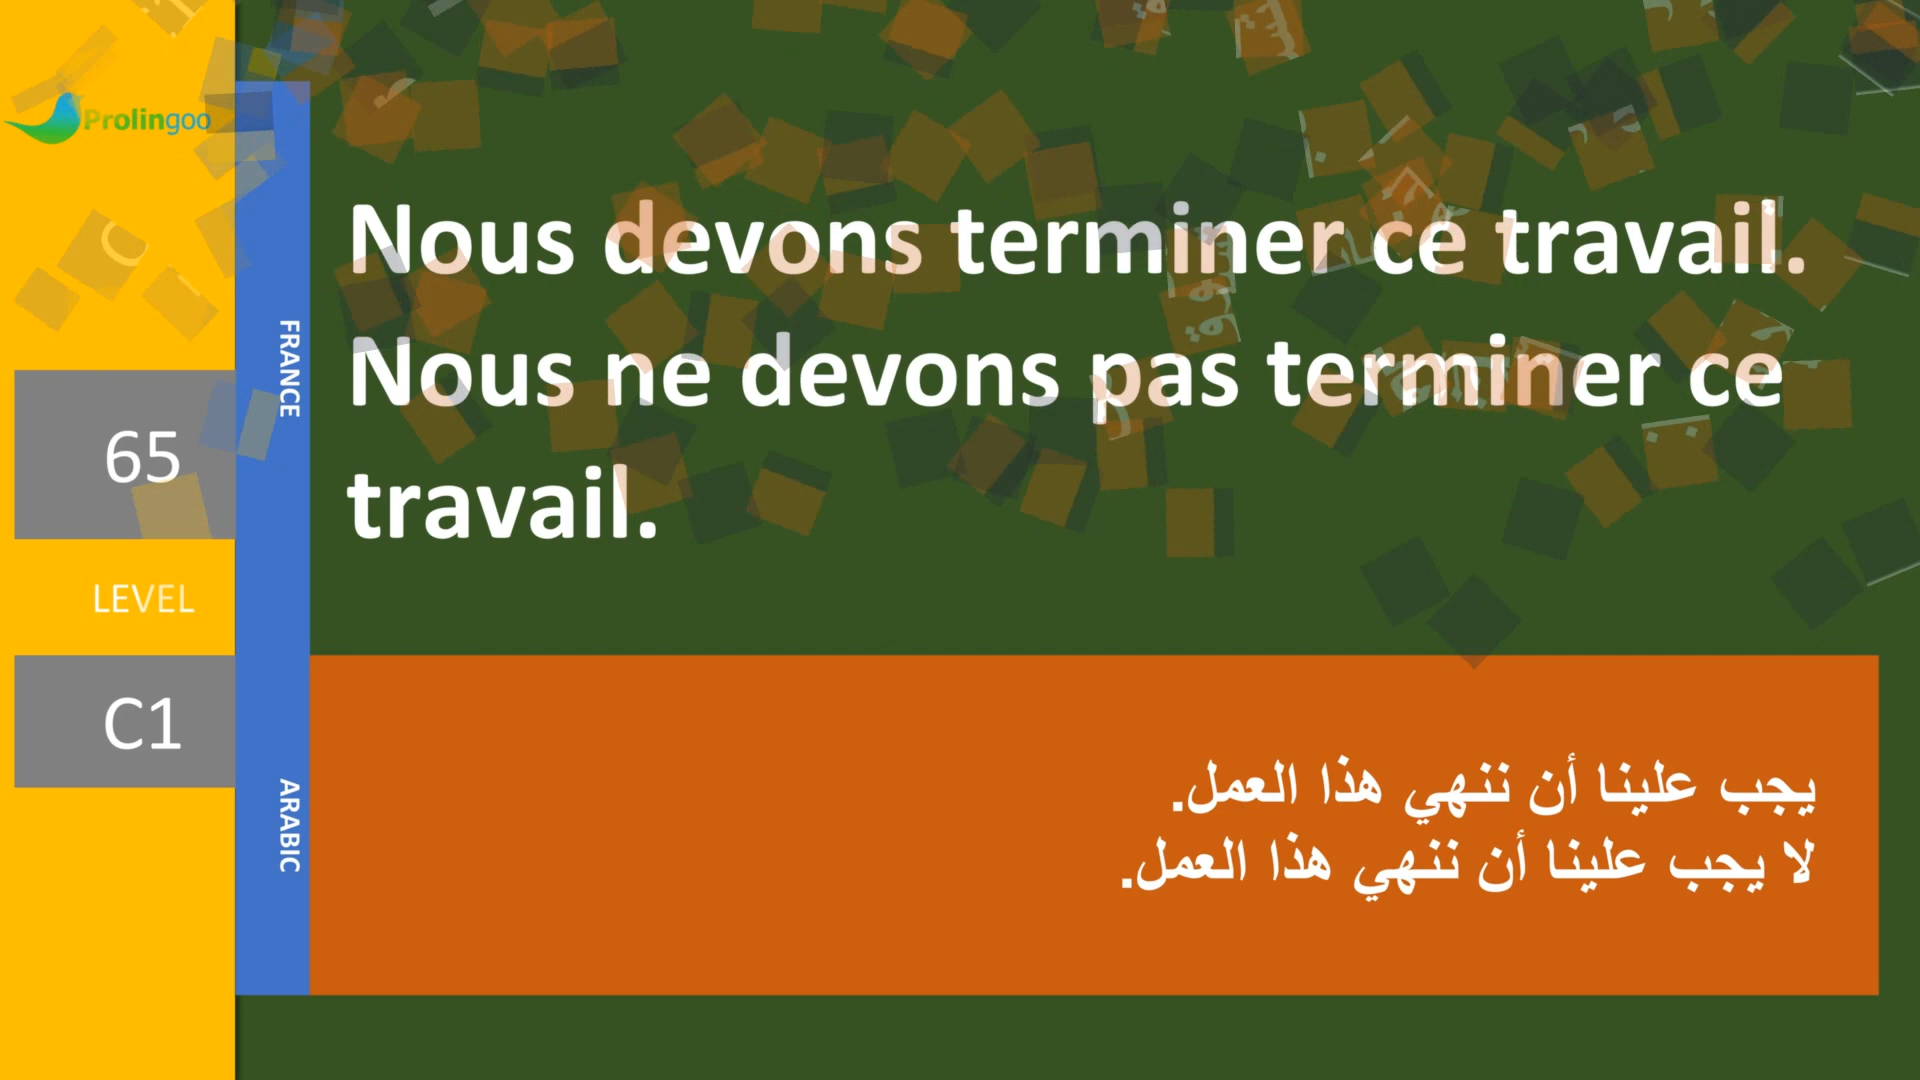 Prolingoo
65
LEVEL
C1
FRANCE
ARABIC
Nous devons terminer ce travail.
Nous ne devons pas terminer ce
travail.
يجب علينا أن ننهي هذا العمل.
لا يجب علينا أن ننهي هذا العمل.